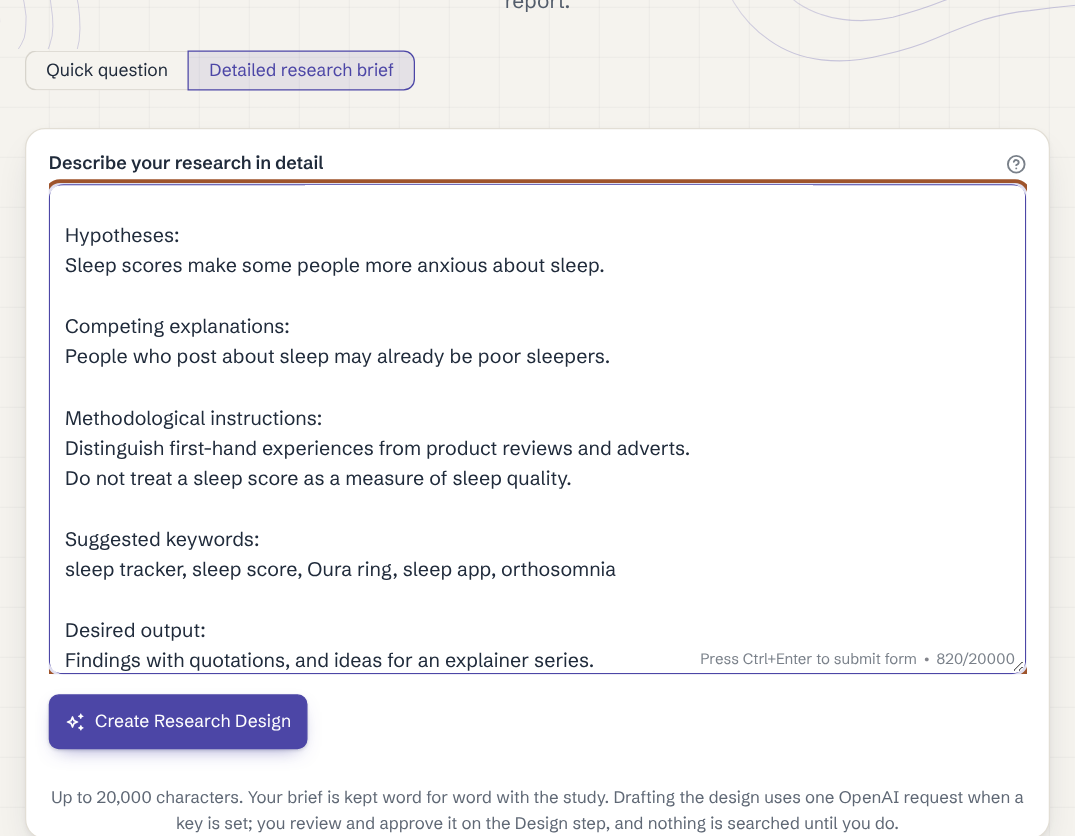 report.
Quick question
Detailed research brief
Describe your research in detail
Hypotheses:
Sleep scores make some people more anxious about sleep.
Competing explanations:
People who post about sleep may already be poor sleepers.
Methodological instructions:
Distinguish first-hand experiences from product reviews and adverts.
Do not treat a sleep score as a measure of sleep quality.
Suggested keywords:
sleep tracker, sleep score, Oura ring, sleep app, orthosomnia
Desired output:
Findings with quotations, and ideas for an explainer series.
Press Ctrl+Enter to submit form • 820/20000
Create Research Design
Up to 20,000 characters. Your brief is kept word for word with the study. Drafting the design uses one OpenAI request when a
key is set; you review and approve it on the Design step, and nothing is searched until you do.